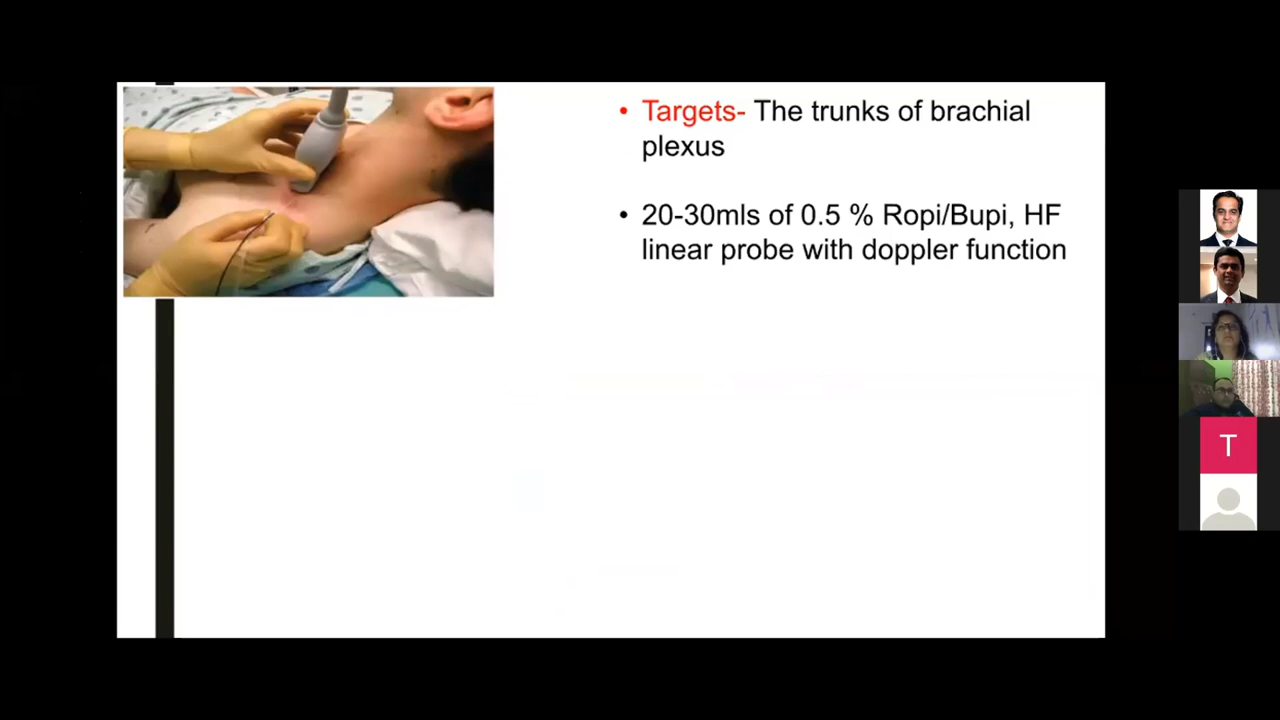 • Targets- The trunks of brachial
plexus
• 20-30mls of 0.5 % Ropi/Bupi, HF
linear probe with doppler function
T